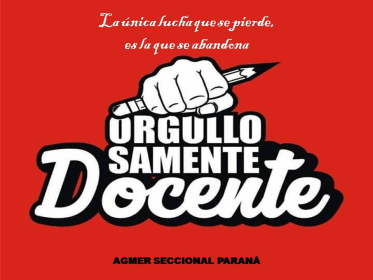 La única lucha que se pierde,
es la que se abandona
ORGULLO
SAMENTE
Docente
AGMER SECCIONAL PARANÁ